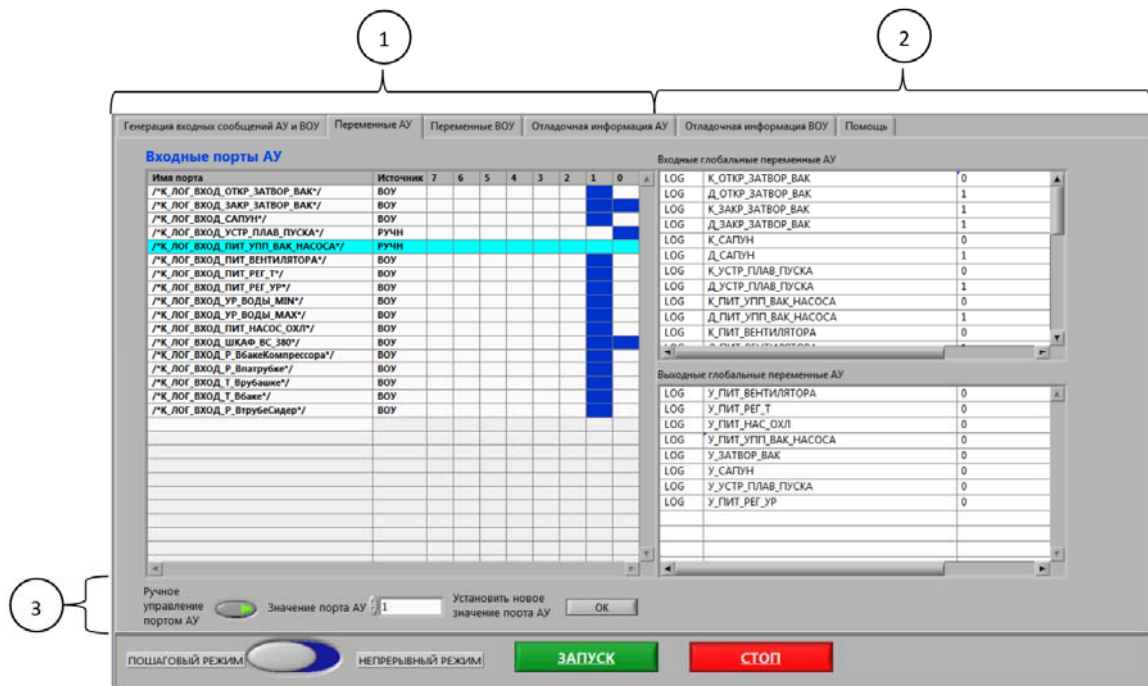 1
2
Генерация входных сообщений АУ и ВОУ Переменные АУ Переменные ВОУ Отладочная информация АУ Отладочная информация ВОУ Помощь
Входные порты АУ
Имя порта Источник 7 6 5 4 3 2 1 0
/*К_ЛОГ_ВХОД_ОТКР_ЗАТВОР_ВАК*/ ВОУ
/*К_ЛОГ_ВХОД_ЗАКР_ЗАТВОР_ВАК*/ ВОУ
/*К_ЛОГ_ВХОД_САПУН*/ ВОУ
/*К_ЛОГ_ВХОД_УСТР_ПЛАВ_ПУСКА*/ РУЧН
/*К_ЛОГ_ВХОД_ПИТ_УПП_ВАК_НАСОСА*/ РУЧН
/*К_ЛОГ_ВХОД_ПИТ_ВЕНТИЛЯТОРА*/ ВОУ
/*К_ЛОГ_ВХОД_ПИТ_РЕГ_Т*/ ВОУ
/*К_ЛОГ_ВХОД_ПИТ_РЕГ_УР*/ ВОУ
/*К_ЛОГ_ВХОД_УР_ВОДЫ_MIN*/ ВОУ
/*К_ЛОГ_ВХОД_УР_ВОДЫ_MAX*/ ВОУ
/*К_ЛОГ_ВХОД_ПИТ_НАСОС_ОХЛ*/ ВОУ
/*К_ЛОГ_ВХОД_ШКАФ_ВС_380*/ ВОУ
/*К_ЛОГ_ВХОД_Р_ВбакеКомпрессора*/ ВОУ
/*К_ЛОГ_ВХОД_Р_Впатрубке*/ ВОУ
/*К_ЛОГ_ВХОД_Т_Врубашке*/ ВОУ
/*К_ЛОГ_ВХОД_Т_Вбаке*/ ВОУ
/*К_ЛОГ_ВХОД_Р_ВтрубеСидер*/ ВОУ
Входные глобальные переменные АУ
LOG К_ОТКР_ЗАТВОР_ВАК 0
LOG Д_ОТКР_ЗАТВОР_ВАК 1
LOG К_ЗАКР_ЗАТВОР_ВАК 1
LOG Д_ЗАКР_ЗАТВОР_ВАК 1
LOG К_САПУН 0
LOG Д_САПУН 1
LOG К_УСТР_ПЛАВ_ПУСКА 0
LOG Д_УСТР_ПЛАВ_ПУСКА 1
LOG К_ПИТ_УПП_ВАК_НАСОСА 0
LOG Д_ПИТ_УПП_ВАК_НАСОСА 1
LOG К_ПИТ_ВЕНТИЛЯТОРА 0
Выходные глобальные переменные АУ
LOG У_ПИТ_ВЕНТИЛЯТОРА 0
LOG У_ПИТ_РЕГ_Т 0
LOG У_ПИТ_НАС_ОХЛ 0
LOG У_ПИТ_УПП_ВАК_НАСОСА 0
LOG У_ЗАТВОР_ВАК 0
LOG У_САПУН 0
LOG У_УСТР_ПЛАВ_ПУСКА 0
LOG У_ПИТ_РЕГ_УР 0
3
Ручное
управление
портом АУ
Значение порта АУ 1
Установить новое
значение порта АУ
OK
ПОШАГОВЫЙ РЕЖИМ НЕПРЕРЫВНЫЙ РЕЖИМ ЗАПУСК СТОП